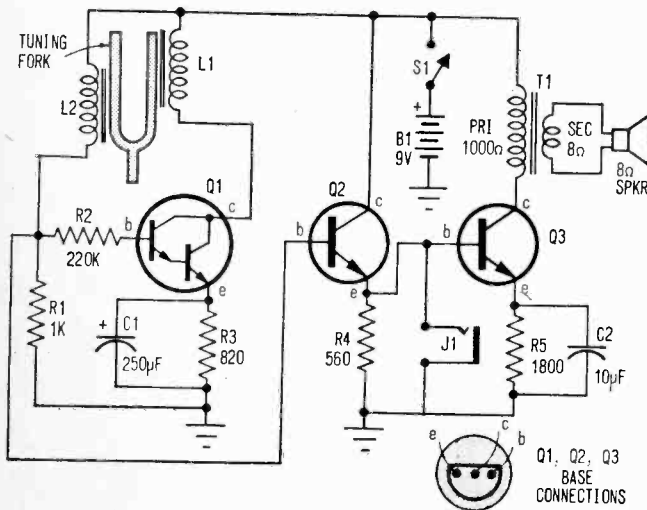 TUNING
FORK
L1
L2
S1
T1
+
B1
9V
PRI
1000Ω
SEC
8Ω
8Ω
SPKR
Q1
c
b
e
R2
220K
Q2
b
c
e
Q3
b
c
e
R1
1K
+
C1
250µF
R3
820
R4
560
J1
R5
1800
C2
10µF
e
c
b
Q1, Q2, Q3
BASE
CONNECTIONS